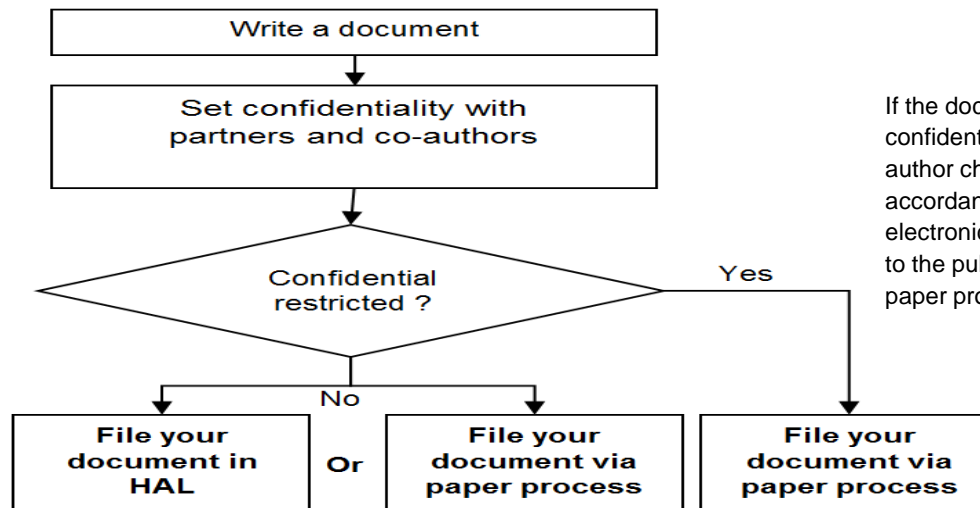 Write a document
Set confidentiality with
partners and co-authors
If the doc
confident
author ch
accordan
electronic
to the pu
paper pro
Confidential
restricted ?
Yes
No
File your
document in
HAL
Or
File your
document via
paper process
File your
document via
paper process